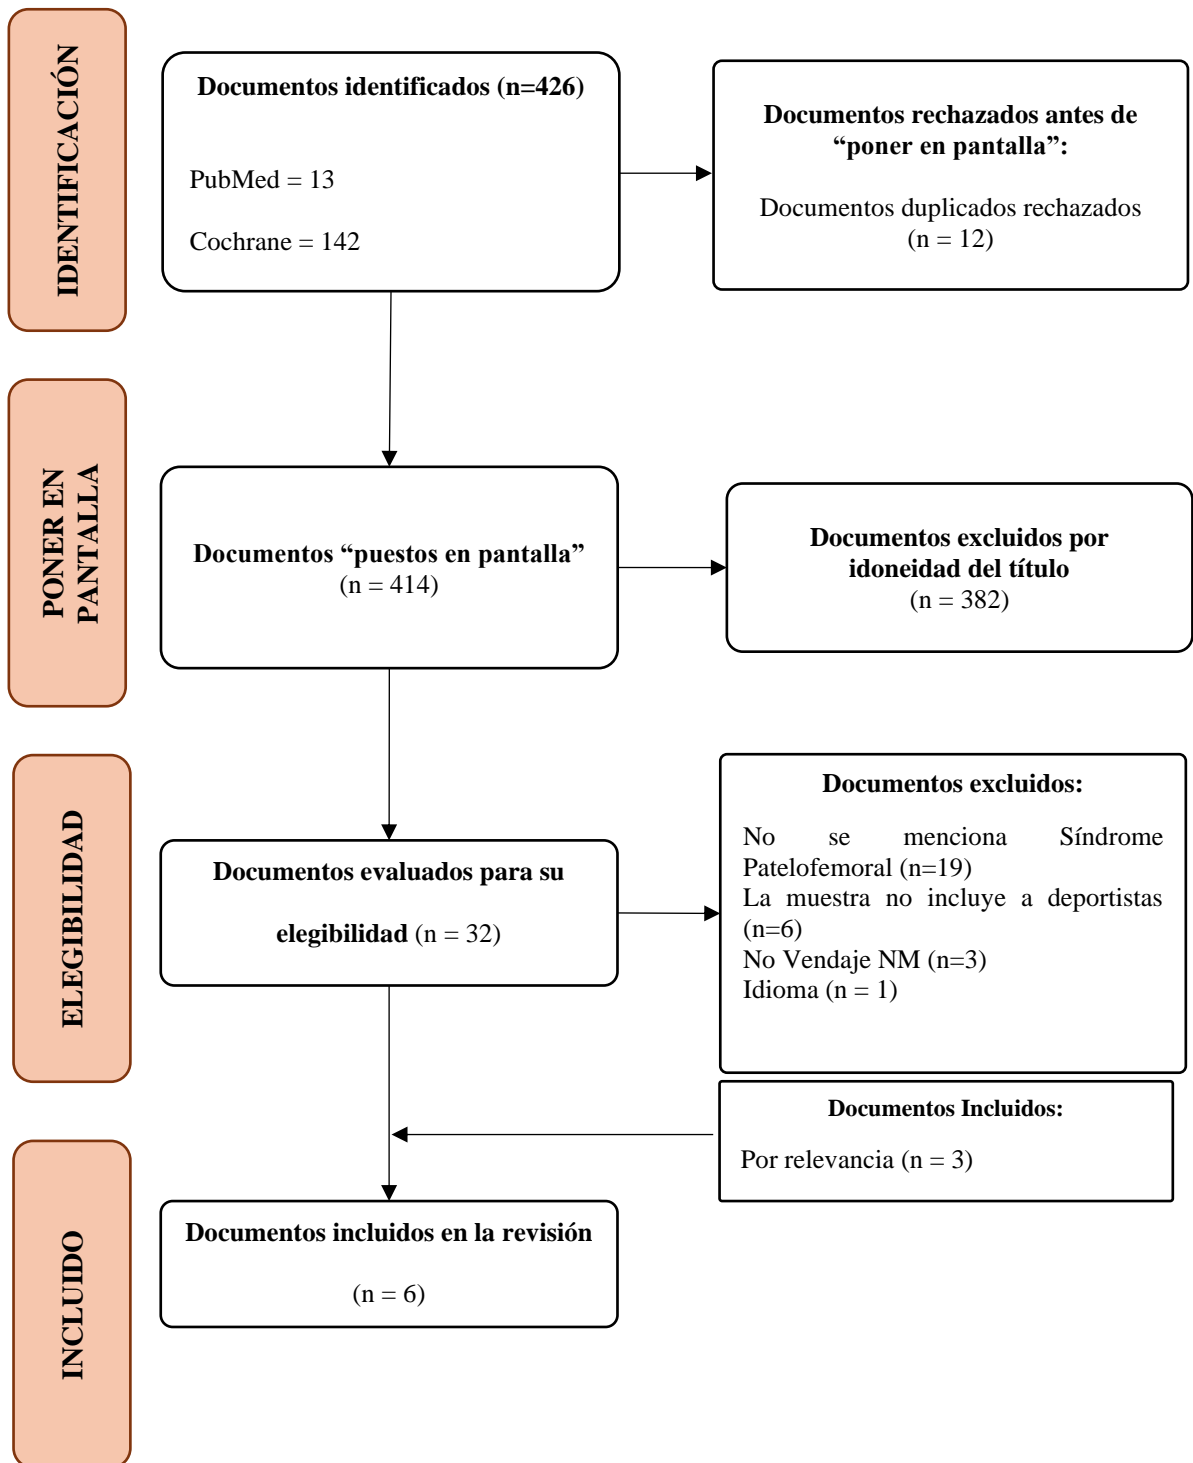 IDENTIFICACIÓN
Documentos identificados (n=426)
PubMed = 13
Cochrane = 142
Documentos rechazados antes de
“poner en pantalla”:
Documentos duplicados rechazados
(n = 12)
PONER EN
PANTALLA
Documentos “puestos en pantalla”
(n = 414)
Documentos excluidos por
idoneidad del título
(n = 382)
ELEGIBILIDAD
Documentos evaluados para su
elegibilidad (n = 32)
Documentos excluidos:
No se menciona Síndrome
Patelofemoral (n=19)
La muestra no incluye a deportistas
(n=6)
No Vendaje NM (n=3)
Idioma (n = 1)
Documentos Incluidos:
Por relevancia (n = 3)
INCLUIDO
Documentos incluidos en la revisión
(n = 6)